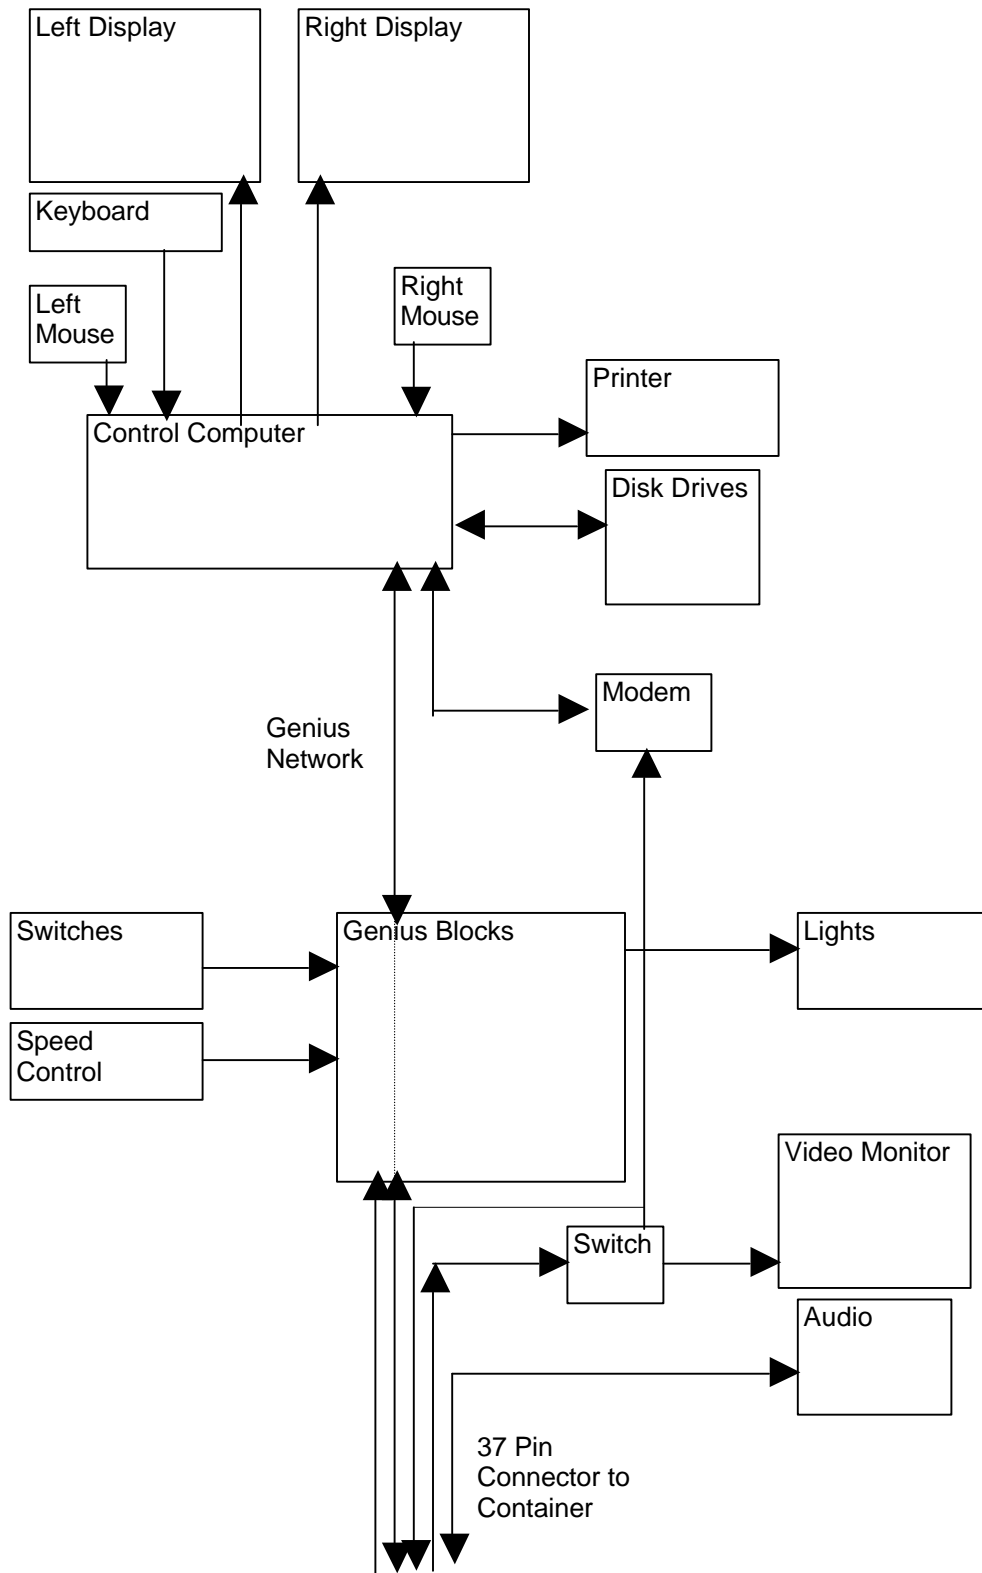 Left Display
Right Display
Keyboard
Left
Mouse
Right
Mouse
Printer
Control Computer
Disk Drives
Modem
Genius
Network
Switches
Genius Blocks
Lights
Speed
Control
Video Monitor
Switch
Audio
37 Pin
Connector to
Container